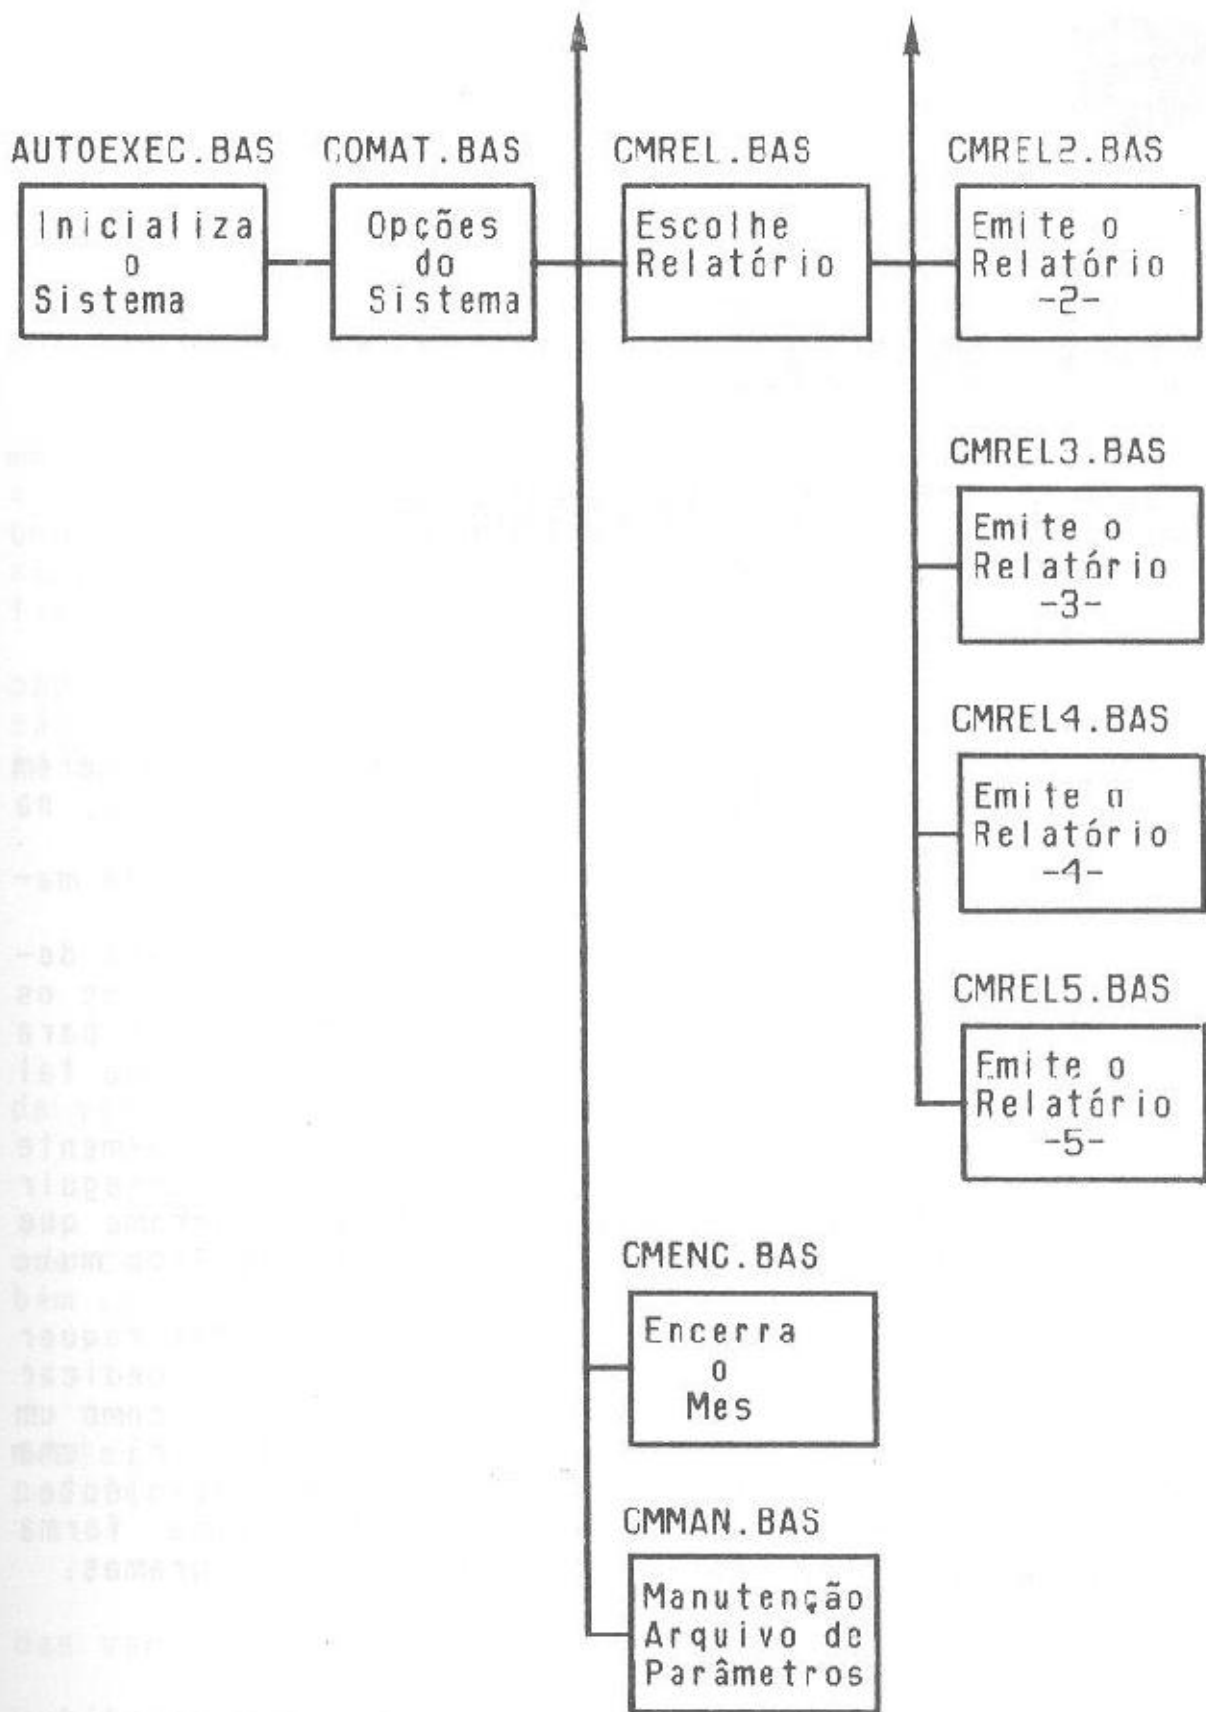 AUTOEXEC.BAS
Inicializa
o
Sistema
COMAT.BAS
Opções
do
Sistema
CMREL.BAS
Escolhe
Relatório
CMREL2.BAS
Emite o
Relatório
-2-
CMREL3.BAS
Emite o
Relatório
-3-
CMREL4.BAS
Emite o
Relatório
-4-
CMREL5.BAS
Emite o
Relatório
-5-
CMENC.BAS
Encerra
o
Mes
CMMAN.BAS
Manutenção
Arquivo de
Parâmetros